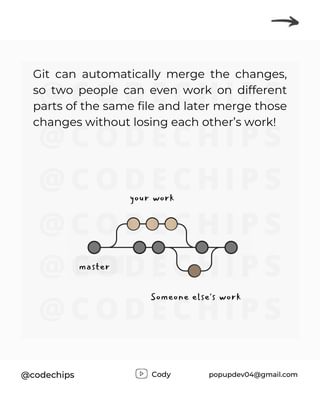 Git can automatically merge the changes,
so two people can even work on different
parts of the same file and later merge those
changes without losing each other's work!
@CODECHIPS
@CODECHIPS
your work
@CODECHIPS
master
@CODECHIPS
Someone else's work
@CODECHIPS
@codechips
Cody
popupdev04@gmail.com